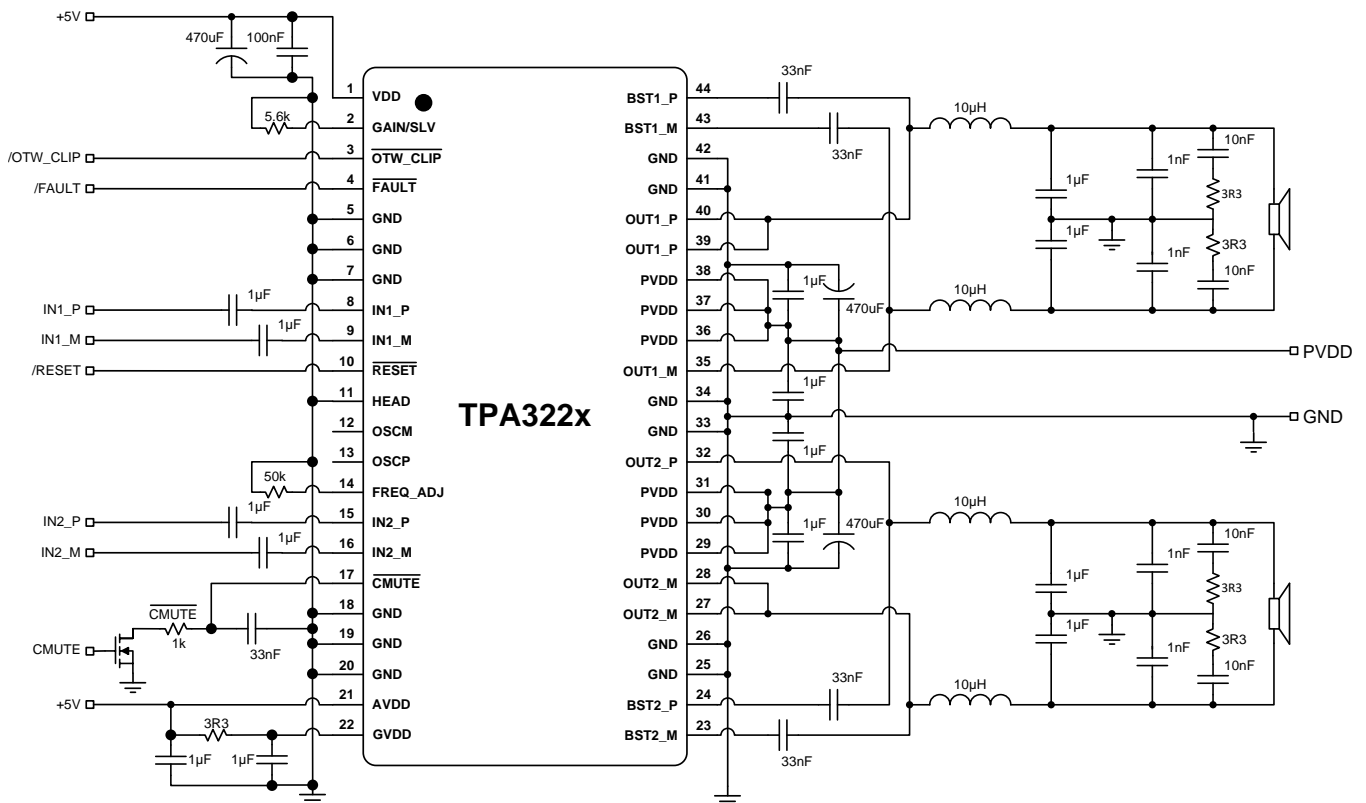 +5V
470uF
100nF
5.6k
/OTW_CLIP
/FAULT
1µF
IN1_P
1µF
IN1_M
/RESET
50k
1µF
IN2_P
1µF
IN2_M
CMUTE
1k
33nF
CMUTE
+5V
3R3
1µF
1µF
TPA322x
1 VDD
2 GAIN/SLV
3 OTW_CLIP
4 FAULT
5 GND
6 GND
7 GND
8 IN1_P
9 IN1_M
10 RESET
11 HEAD
12 OSCM
13 OSCP
14 FREQ_ADJ
15 IN2_P
16 IN2_M
17 CMUTE
18 GND
19 GND
20 GND
21 AVDD
22 GVDD
BST1_P 44
BST1_M 43
GND 42
GND 41
OUT1_P 40
OUT1_P 39
PVDD 38
PVDD 37
PVDD 36
OUT1_M 35
GND 34
GND 33
OUT2_P 32
PVDD 31
PVDD 30
PVDD 29
OUT2_M 28
OUT2_M 27
GND 26
GND 25
BST2_P 24
BST2_M 23
33nF
33nF
10µH
1µF
1µF
1nF
1nF
10nF
3R3
3R3
10nF
10µH
1µF
470uF
1µF
1µF
1µF
470uF
PVDD
GND
10µH
1µF
1µF
1nF
1nF
10nF
3R3
3R3
10nF
10µH
33nF
33nF